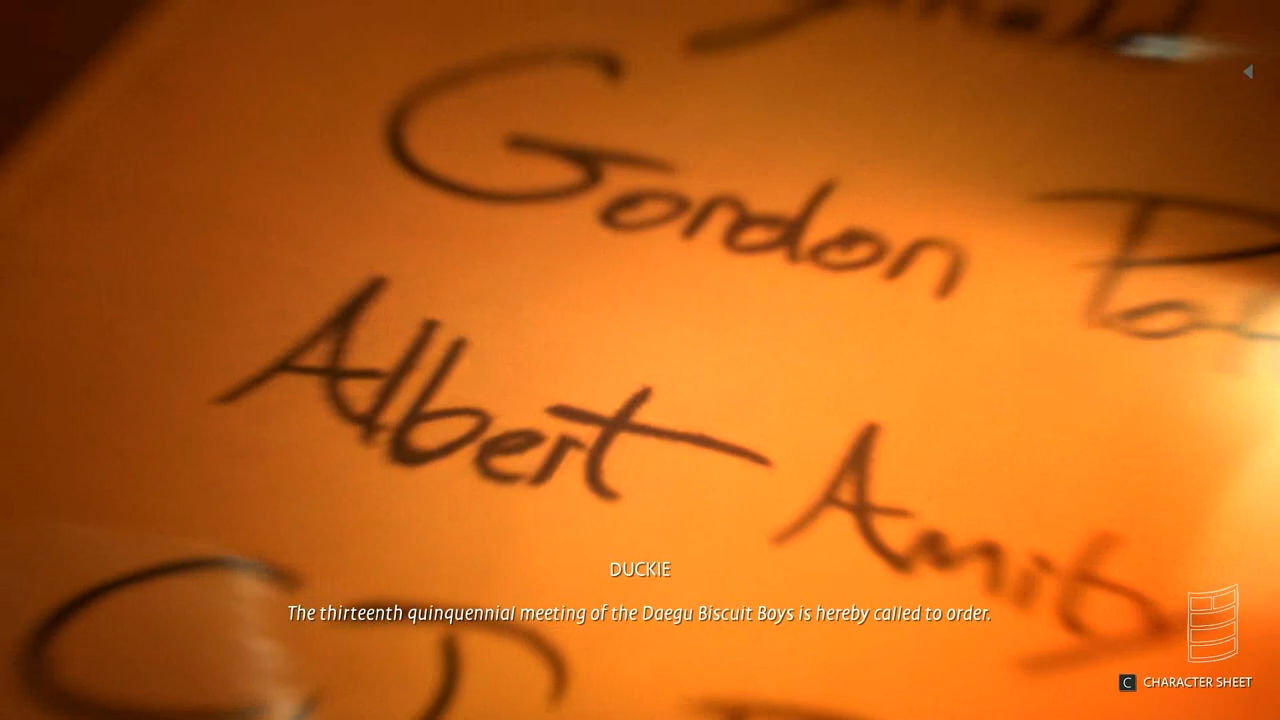 Gordon
Albert Amity
DUCKIE
The thirteenth quinquennial meeting of the Daegu Biscuit Boys is hereby called to order.
C CHARACTER SHEET